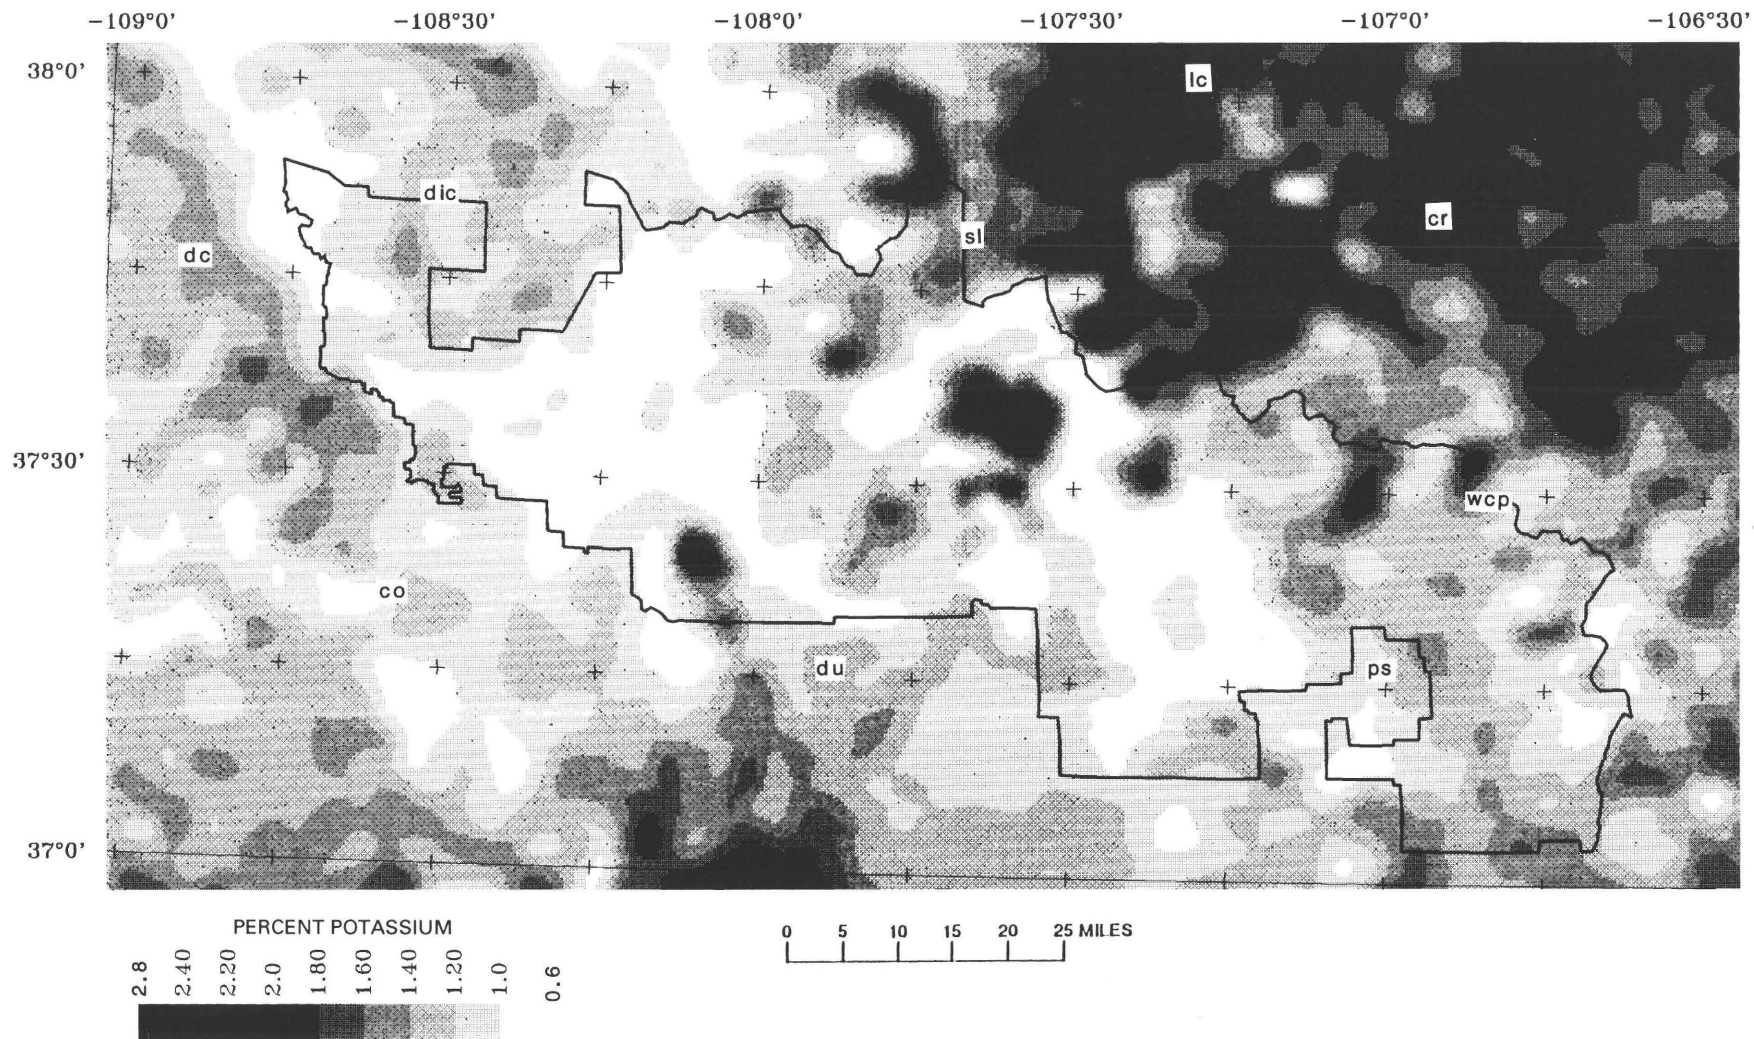 -109°0' -108°30' -108°0' -107°30' -107°0' -106°30'
38°0'
lc
dic
cr
sl
dc
37°30'
wcp
co
du
ps
37°0'
PERCENT POTASSIUM
2.8 2.40 2.20 2.0 1.80 1.60 1.40 1.20 1.0 0.6
0 5 10 15 20 25 MILES